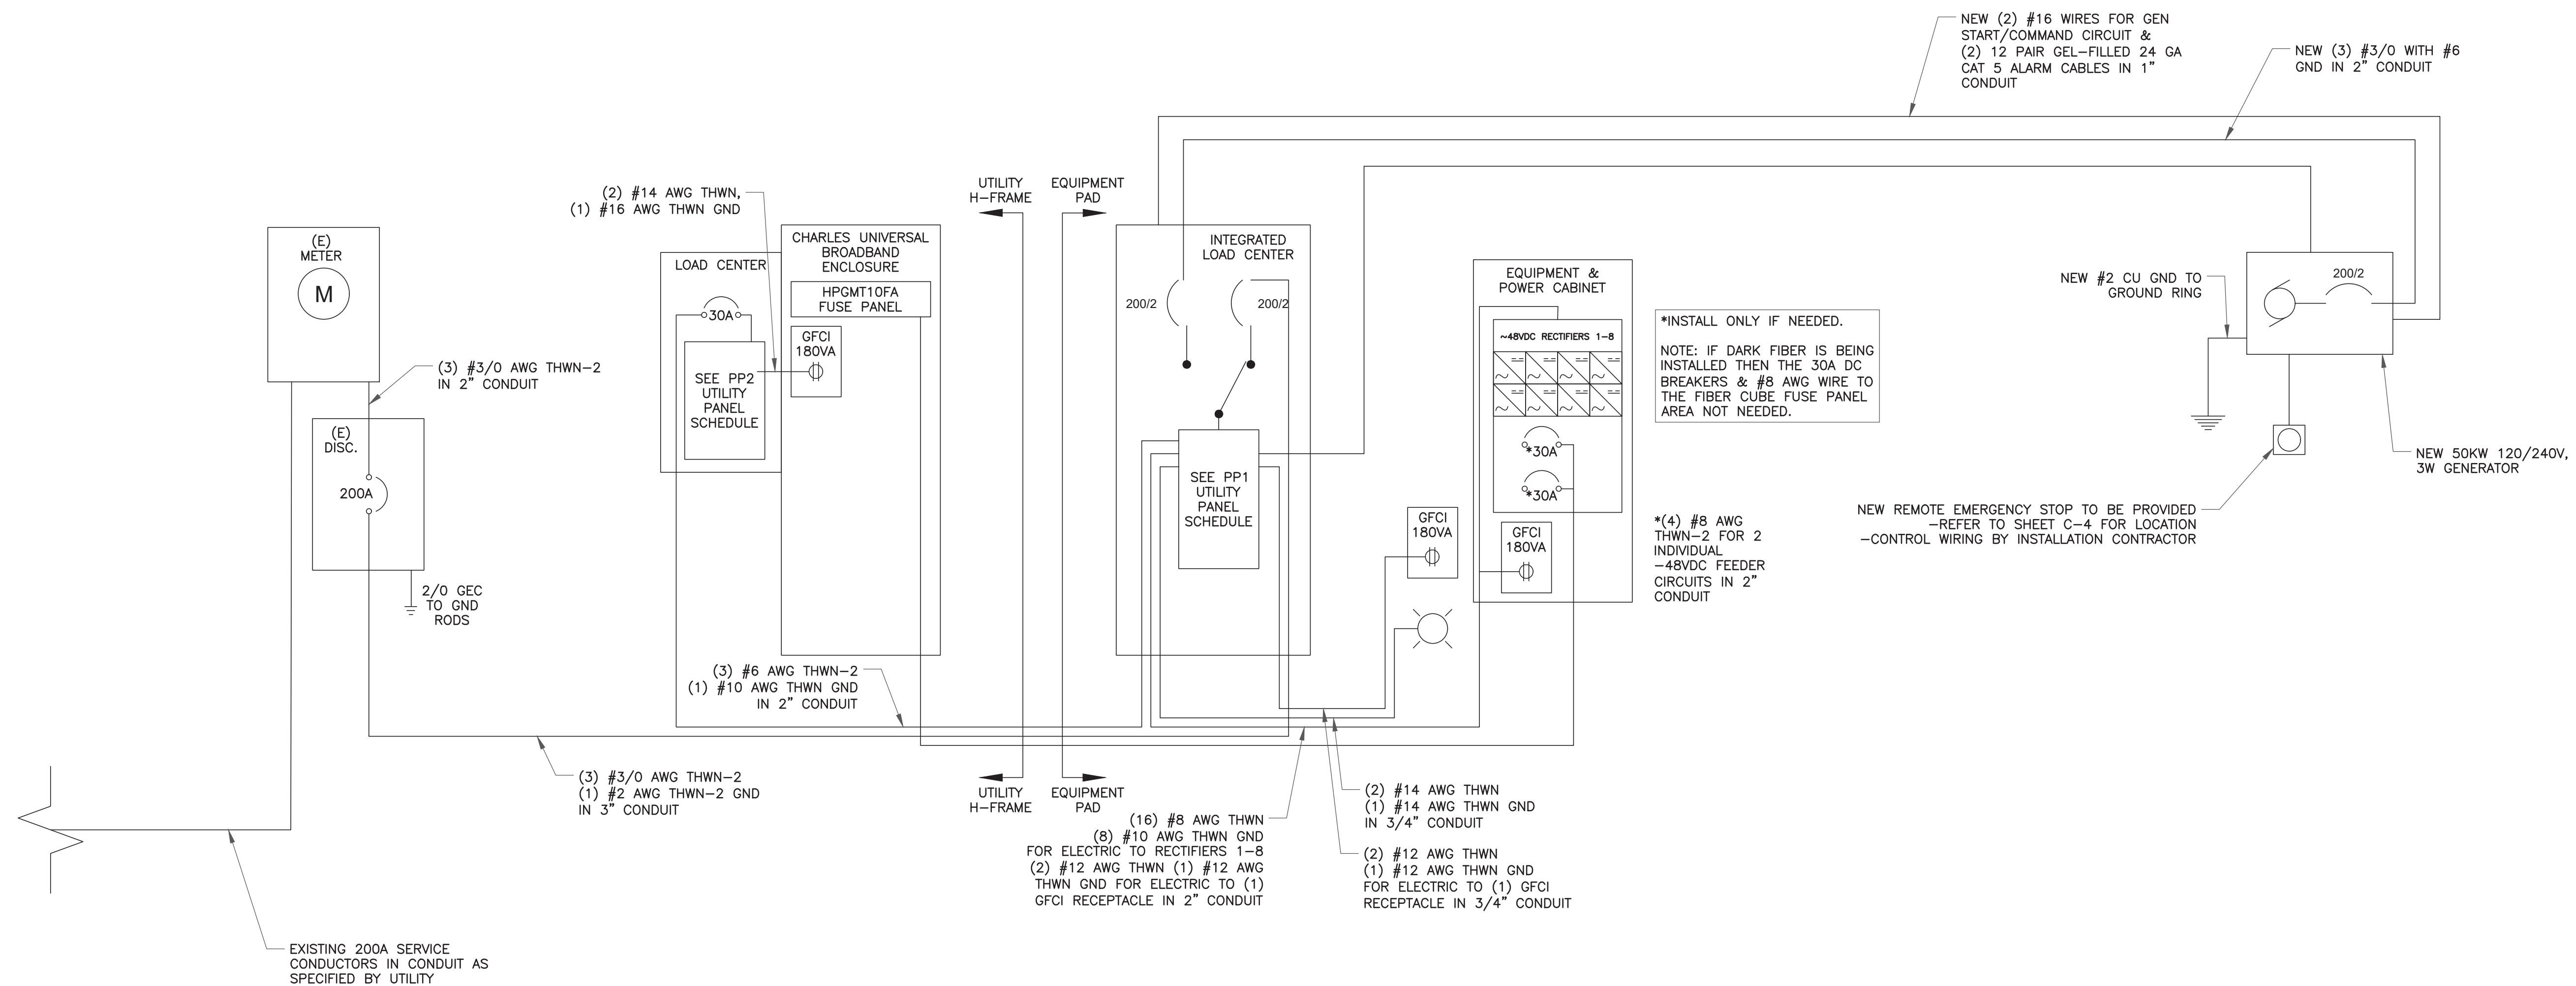 NEW (2) #16 WIRES FOR GEN
START/COMMAND CIRCUIT &
(2) 12 PAIR GEL-FILLED 24 GA
CAT 5 ALARM CABLES IN 1"
CONDUIT
NEW (3) #3/0 WITH #6
GND IN 2" CONDUIT
(2) #14 AWG THWN,
(1) #16 AWG THWN GND
UTILITY
H-FRAME
EQUIPMENT
PAD
(E)
METER
M
(3) #3/0 AWG THWN-2
IN 2" CONDUIT
(E)
DISC.
200A
2/0 GEC
TO GND
RODS
LOAD CENTER
30A
SEE PP2
UTILITY
PANEL
SCHEDULE
CHARLES UNIVERSAL
BROADBAND
ENCLOSURE
HPGMT10FA
FUSE PANEL
GFCI
180VA
INTEGRATED
LOAD CENTER
200/2
200/2
SEE PP1
UTILITY
PANEL
SCHEDULE
GFCI
180VA
EQUIPMENT &
POWER CABINET
~48VDC RECTIFIERS 1-8
*30A
*30A
GFCI
180VA
*INSTALL ONLY IF NEEDED.
NOTE: IF DARK FIBER IS BEING
INSTALLED THEN THE 30A DC
BREAKERS & #8 AWG WIRE TO
THE FIBER CUBE FUSE PANEL
AREA NOT NEEDED.
*(4) #8 AWG
THWN-2 FOR 2
INDIVIDUAL
-48VDC FEEDER
CIRCUITS IN 2"
CONDUIT
NEW #2 CU GND TO
GROUND RING
200/2
NEW 50KW 120/240V,
3W GENERATOR
NEW REMOTE EMERGENCY STOP TO BE PROVIDED
-REFER TO SHEET C-4 FOR LOCATION
-CONTROL WIRING BY INSTALLATION CONTRACTOR
(3) #6 AWG THWN-2
(1) #10 AWG THWN GND
IN 2" CONDUIT
(3) #3/0 AWG THWN-2
(1) #2 AWG THWN-2 GND
IN 3" CONDUIT
UTILITY
H-FRAME
EQUIPMENT
PAD
(16) #8 AWG THWN
(8) #10 AWG THWN GND
FOR ELECTRIC TO RECTIFIERS 1-8
(2) #12 AWG THWN (1) #12 AWG
THWN GND FOR ELECTRIC TO (1)
GFCI RECEPTACLE IN 2" CONDUIT
(2) #14 AWG THWN
(1) #14 AWG THWN GND
IN 3/4" CONDUIT
(2) #12 AWG THWN
(1) #12 AWG THWN GND
FOR ELECTRIC TO (1) GFCI
RECEPTACLE IN 3/4" CONDUIT
EXISTING 200A SERVICE
CONDUCTORS IN CONDUIT AS
SPECIFIED BY UTILITY